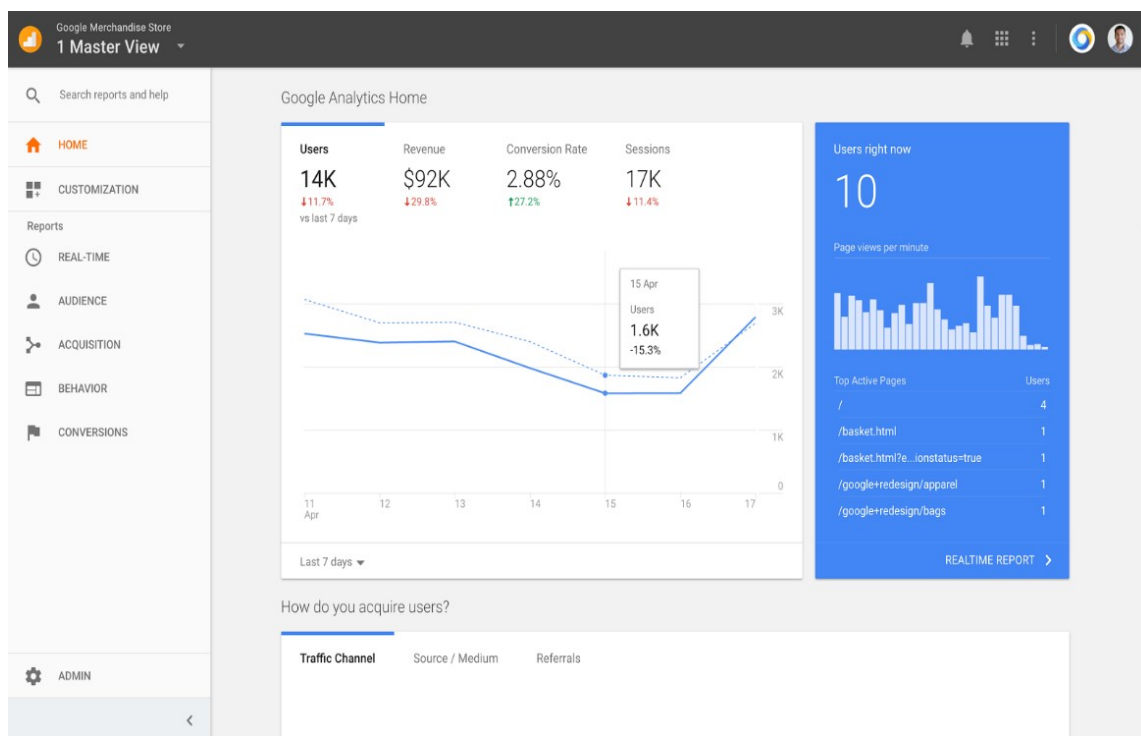 Google Merchandise Store
1 Master View
Search reports and help
HOME
CUSTOMIZATION
Reports
REAL-TIME
AUDIENCE
ACQUISITION
BEHAVIOR
CONVERSIONS
ADMIN
Google Analytics Home
Users Revenue Conversion Rate Sessions
14K $92K 2.88% 17K
↓11.7% ↓29.8% ↑27.2% ↓11.4%
vs last 7 days
15 Apr
Users
1.6K
-15.3%
3K
2K
1K
0
11 12 13 14 15 16 17
Apr
Last 7 days
Users right now
10
Page views per minute
Top Active Pages Users
/ 4
/basket.html 1
/basket.html?e...ionstatus=true 1
/google+redesign/apparel 1
/google+redesign/bags 1
REALTIME REPORT
How do you acquire users?
Traffic Channel Source / Medium Referrals